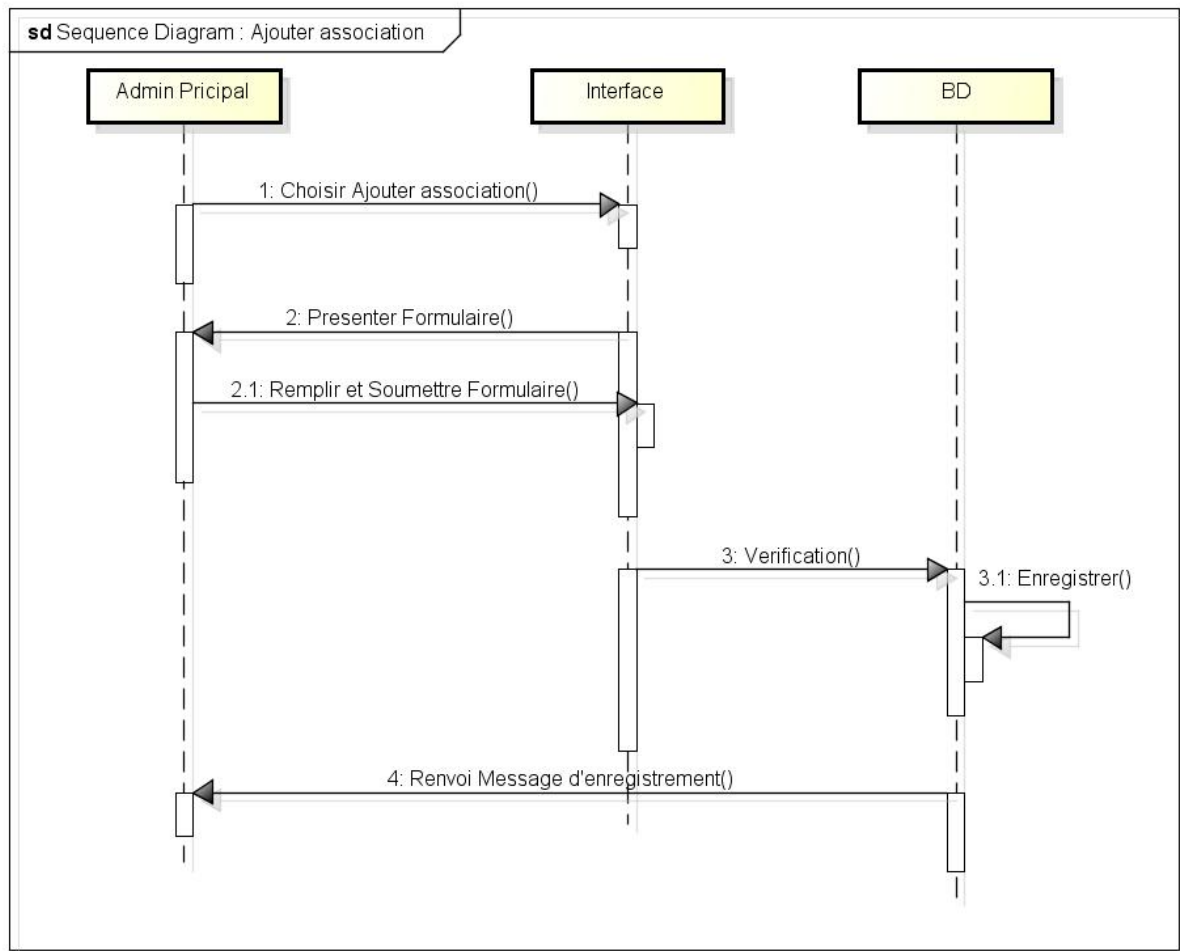 sd Sequence Diagram : Ajouter association
Admin Pricipal
Interface
BD
1: Choisir Ajouter association()
2: Presenter Formulaire()
2.1: Remplir et Soumettre Formulaire()
3: Verification()
3.1: Enregistrer()
4: Renvoi Message d'enregistrement()